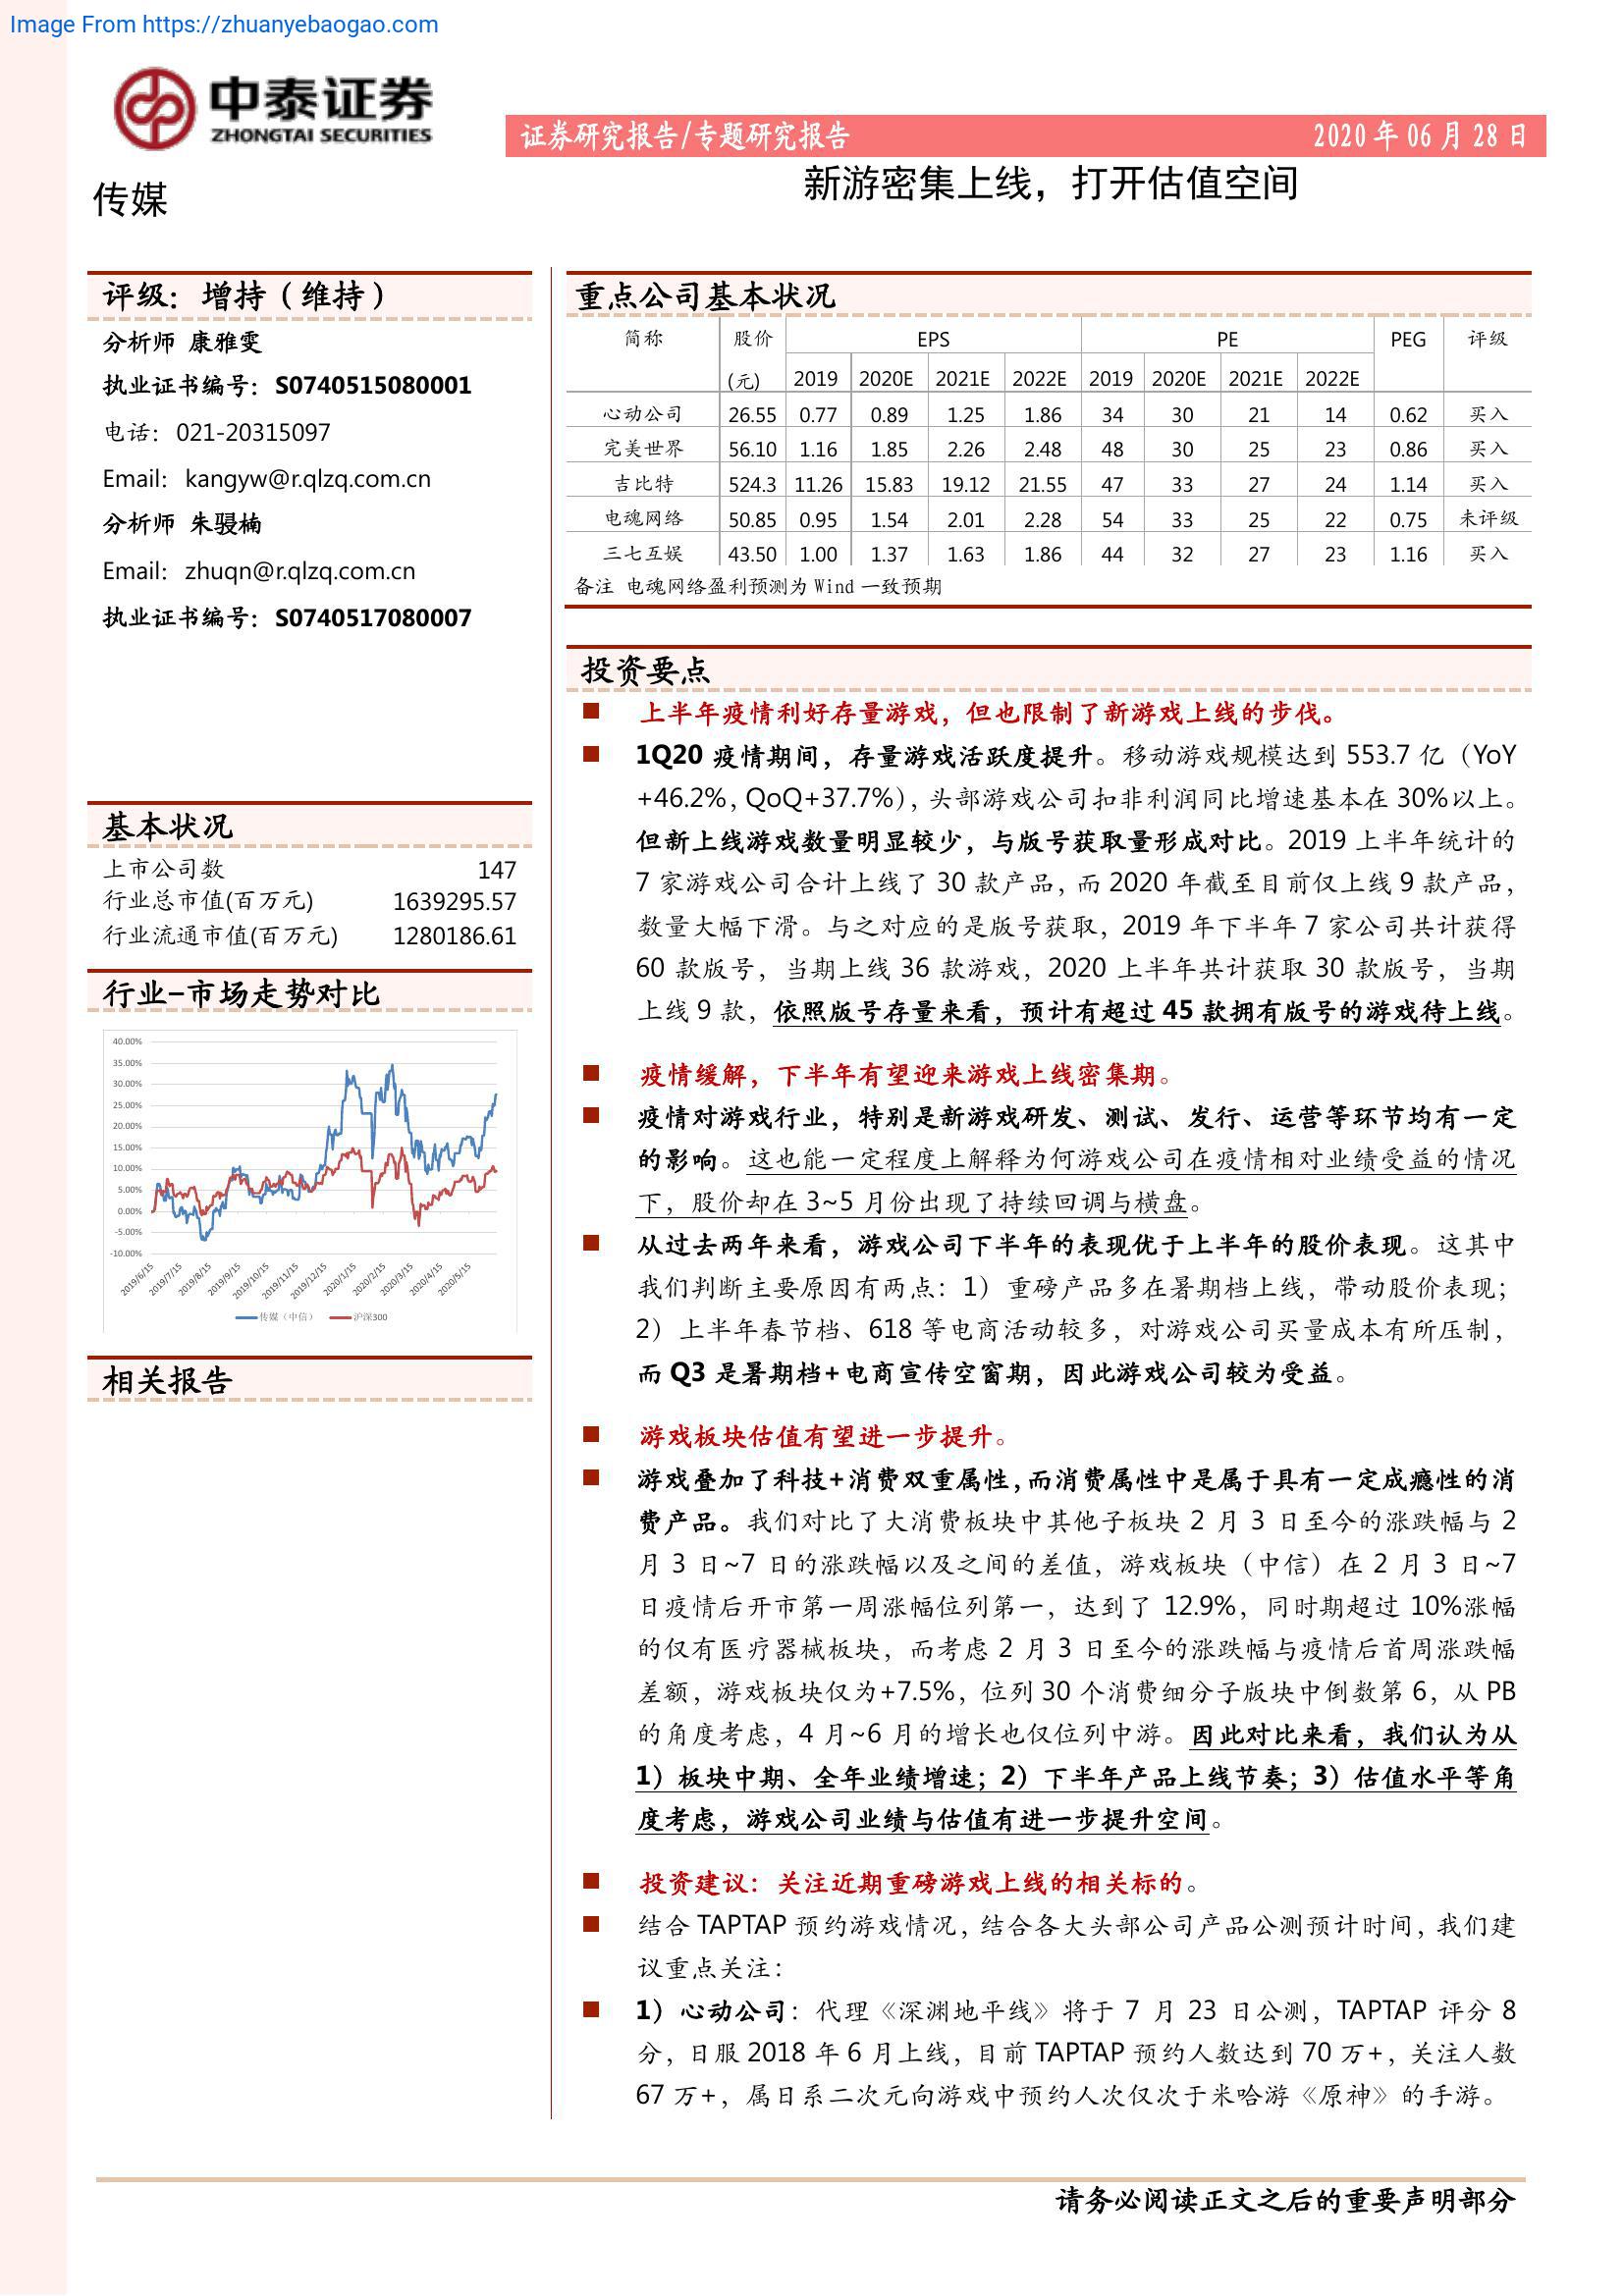 Image From https://zhuanyebaogao.com
中泰证券
ZHONGTAI SECURITIES
证券研究报告/专题研究报告 2020 年 06 月 28 日
传媒
新游密集上线，打开估值空间
评级：增持（维持）
分析师 康雅雯
执业证书编号：S0740515080001
电话：021-20315097
Email：kangyw@r.qlzq.com.cn
分析师 朱骎楠
Email：zhuqn@r.qlzq.com.cn
执业证书编号：S0740517080007
基本状况
上市公司数 147
行业总市值(百万元) 1639295.57
行业流通市值(百万元) 1280186.61
行业-市场走势对比
40.00%
35.00%
30.00%
25.00%
20.00%
15.00%
10.00%
5.00%
0.00%
-5.00%
-10.00%
2019/6/15 2019/7/15 2019/8/15 2019/9/15 2019/10/15 2019/11/15 2019/12/15 2020/1/15 2020/2/15 2020/3/15 2020/4/15 2020/5/15
传媒（中信） 沪深300
相关报告
重点公司基本状况
简称 股价 EPS PE PEG 评级
(元) 2019 2020E 2021E 2022E 2019 2020E 2021E 2022E
心动公司 26.55 0.77 0.89 1.25 1.86 34 30 21 14 0.62 买入
完美世界 56.10 1.16 1.85 2.26 2.48 48 30 25 23 0.86 买入
吉比特 524.3 11.26 15.83 19.12 21.55 47 33 27 24 1.14 买入
电魂网络 50.85 0.95 1.54 2.01 2.28 54 33 25 22 0.75 未评级
三七互娱 43.50 1.00 1.37 1.63 1.86 44 32 27 23 1.16 买入
备注 电魂网络盈利预测为 Wind 一致预期
投资要点
■ 上半年疫情利好存量游戏，但也限制了新游戏上线的步伐。
■ 1Q20 疫情期间，存量游戏活跃度提升。移动游戏规模达到 553.7 亿（YoY
+46.2%，QoQ+37.7%），头部游戏公司扣非利润同比增速基本在 30%以上。
但新上线游戏数量明显较少，与版号获取量形成对比。2019 上半年统计的
7 家游戏公司合计上线了 30 款产品，而 2020 年截至目前仅上线 9 款产品，
数量大幅下滑。与之对应的是版号获取，2019 年下半年 7 家公司共计获得
60 款版号，当期上线 36 款游戏，2020 上半年共计获取 30 款版号，当期
上线 9 款，依照版号存量来看，预计有超过 45 款拥有版号的游戏待上线。
■ 疫情缓解，下半年有望迎来游戏上线密集期。
■ 疫情对游戏行业，特别是新游戏研发、测试、发行、运营等环节均有一定
的影响。这也能一定程度上解释为何游戏公司在疫情相对业绩受益的情况
下，股价却在 3~5 月份出现了持续回调与横盘。
■ 从过去两年来看，游戏公司下半年的表现优于上半年的股价表现。这其中
我们判断主要原因有两点：1）重磅产品多在暑期档上线，带动股价表现；
2）上半年春节档、618 等电商活动较多，对游戏公司买量成本有所压制，
而 Q3 是暑期档+电商宣传空窗期，因此游戏公司较为受益。
■ 游戏板块估值有望进一步提升。
■ 游戏叠加了科技+消费双重属性，而消费属性中是属于具有一定成瘾性的消
费产品。我们对比了大消费板块中其他子板块 2 月 3 日至今的涨跌幅与 2
月 3 日~7 日的涨跌幅以及之间的差值，游戏板块（中信）在 2 月 3 日~7
日疫情后开市第一周涨幅位列第一，达到了 12.9%，同时期超过 10%涨幅
的仅有医疗器械板块，而考虑 2 月 3 日至今的涨跌幅与疫情后首周涨跌幅
差额，游戏板块仅为+7.5%，位列 30 个消费细分子版块中倒数第 6，从 PB
的角度考虑，4 月~6 月的增长也仅位列中游。因此对比来看，我们认为从
1）板块中期、全年业绩增速；2）下半年产品上线节奏；3）估值水平等角
度考虑，游戏公司业绩与估值有进一步提升空间。
■ 投资建议：关注近期重磅游戏上线的相关标的。
■ 结合 TAPTAP 预约游戏情况，结合各大头部公司产品公测预计时间，我们建
议重点关注：
■ 1）心动公司：代理《深渊地平线》将于 7 月 23 日公测，TAPTAP 评分 8
分，日服 2018 年 6 月上线，目前 TAPTAP 预约人数达到 70 万+，关注人数
67 万+，属日系二次元向游戏中预约人次仅次于米哈游《原神》的手游。
请务必阅读正文之后的重要声明部分